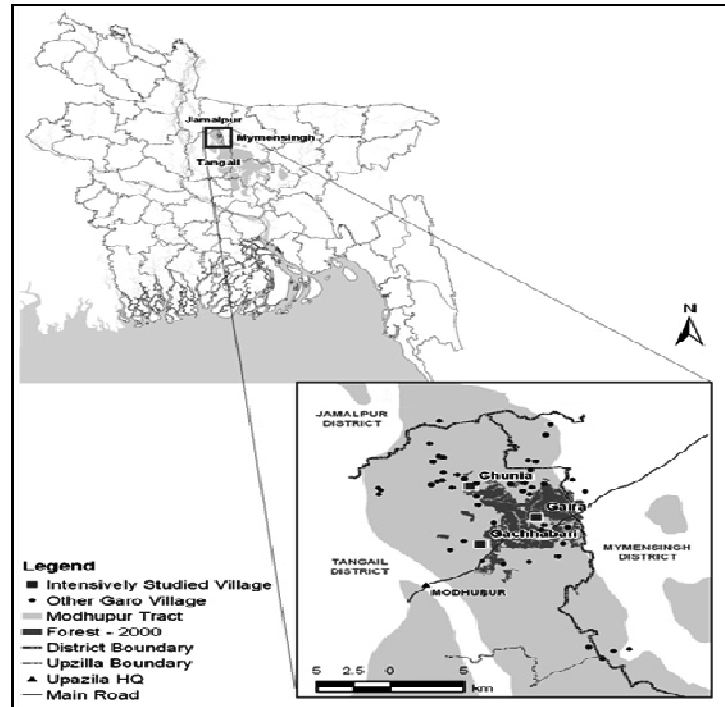 Jamalpur
Mymensingh
Tangail
N
JAMALPUR
DISTRICT
Ghunia
Gaira
Gachhabari
MYMENSINGH
DISTRICT
TANGAIL
DISTRICT
MODHUPUR
Legend
Intensively Studied Village
Other Garo Village
Modhupur Tract
Forest - 2000
District Boundary
Upzilla Boundary
Upazila HQ
Main Road
5 2.5 0 5
km